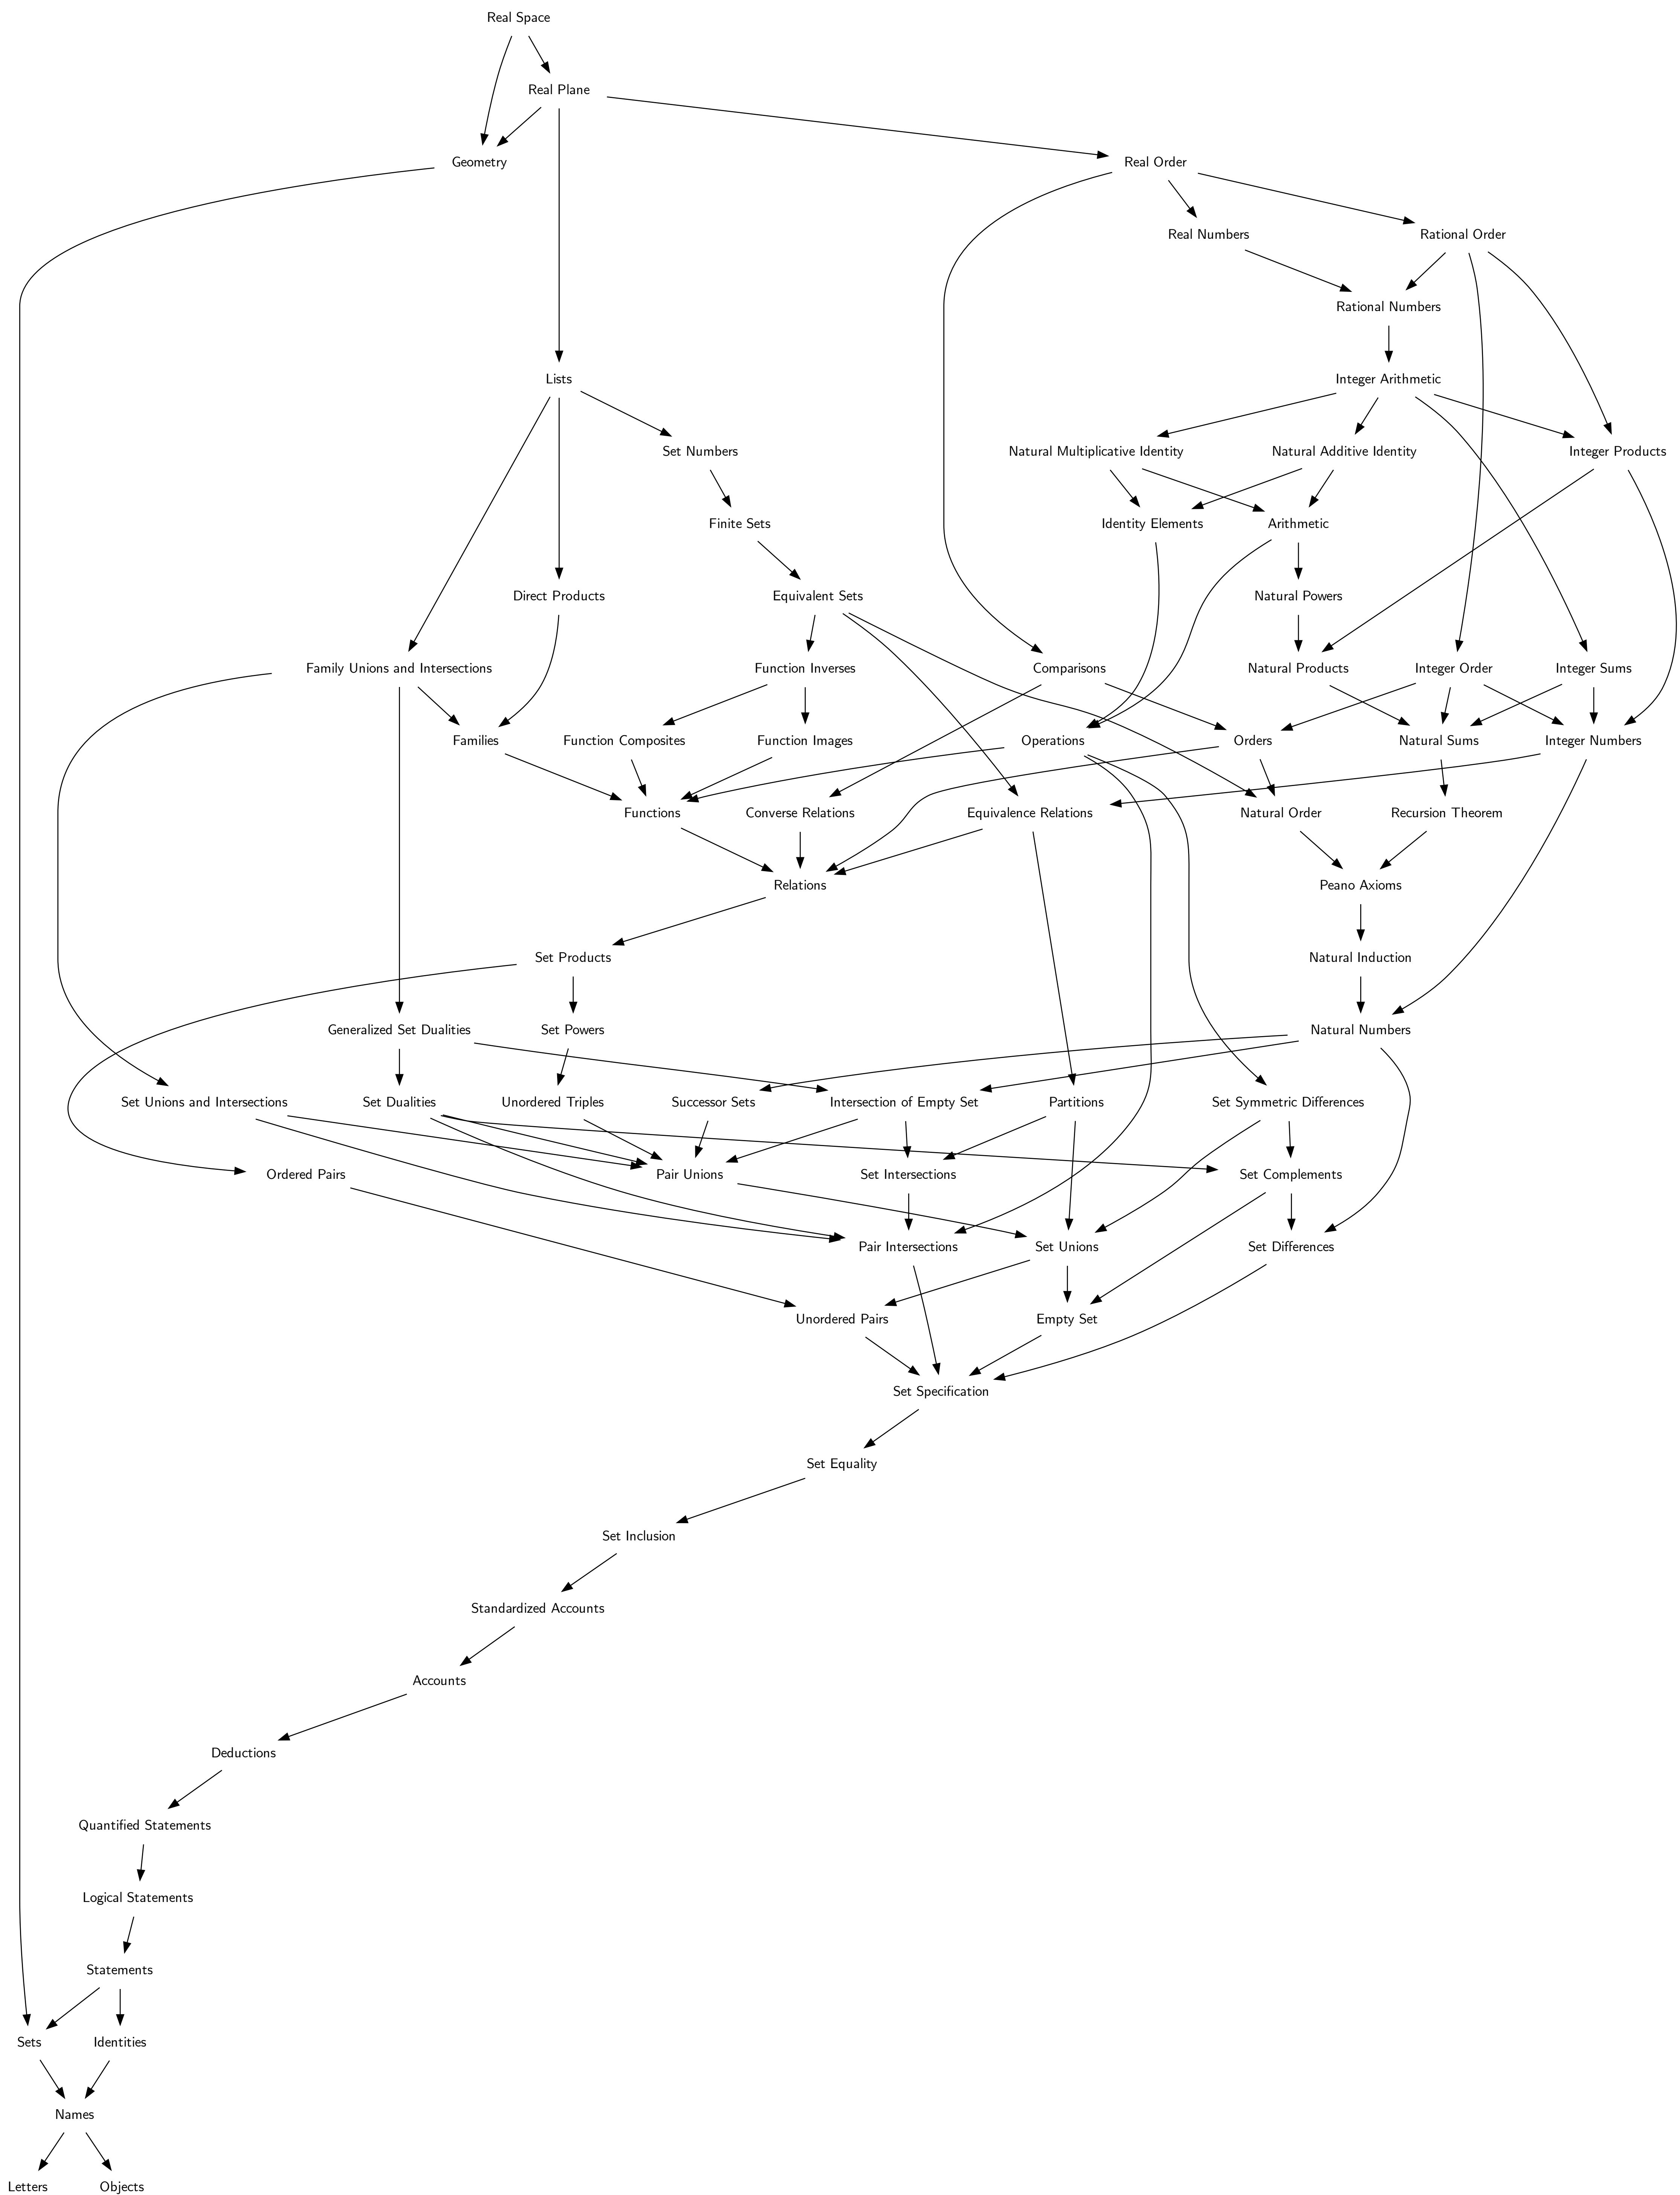 Real Space
Real Plane
Geometry
Real Order
Real Numbers
Rational Order
Rational Numbers
Lists
Integer Arithmetic
Set Numbers
Natural Multiplicative Identity
Natural Additive Identity
Integer Products
Finite Sets
Identity Elements
Arithmetic
Direct Products
Equivalent Sets
Natural Powers
Family Unions and Intersections
Function Inverses
Comparisons
Natural Products
Integer Order
Integer Sums
Families
Function Composites
Function Images
Operations
Orders
Natural Sums
Integer Numbers
Functions
Converse Relations
Equivalence Relations
Natural Order
Recursion Theorem
Relations
Peano Axioms
Set Products
Natural Induction
Generalized Set Dualities
Set Powers
Natural Numbers
Set Unions and Intersections
Set Dualities
Unordered Triples
Successor Sets
Intersection of Empty Set
Partitions
Set Symmetric Differences
Ordered Pairs
Pair Unions
Set Intersections
Set Complements
Pair Intersections
Set Unions
Set Differences
Unordered Pairs
Empty Set
Set Specification
Set Equality
Set Inclusion
Standardized Accounts
Accounts
Deductions
Quantified Statements
Logical Statements
Statements
Sets
Identities
Names
Letters
Objects